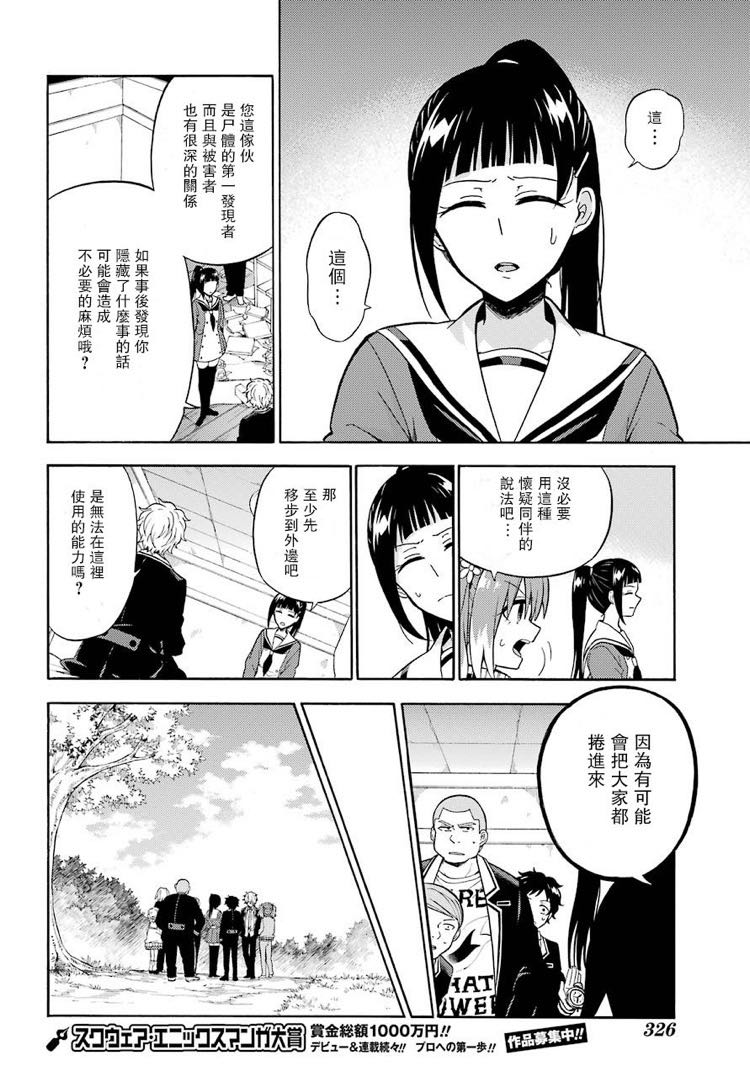 這…
這個…
您這傢伙
是尸體的第一發現者
而且與被害者
也有很深的關係
如果事後發現你
隱藏了什麼事的話
可能會造成
不必要的麻煩哦？
沒必要
用這種
懷疑同伴的
說法吧…
那
至少先
移步到外邊吧
是無法在這裡
使用的能力嗎？
因為有可能
會把大家都
捲進來
326
スクウェア・エニックスマンガ大賞
賞金総額1000万円!!
デビュー&連載続々!! プロへの第一歩!!
作品募集中!!